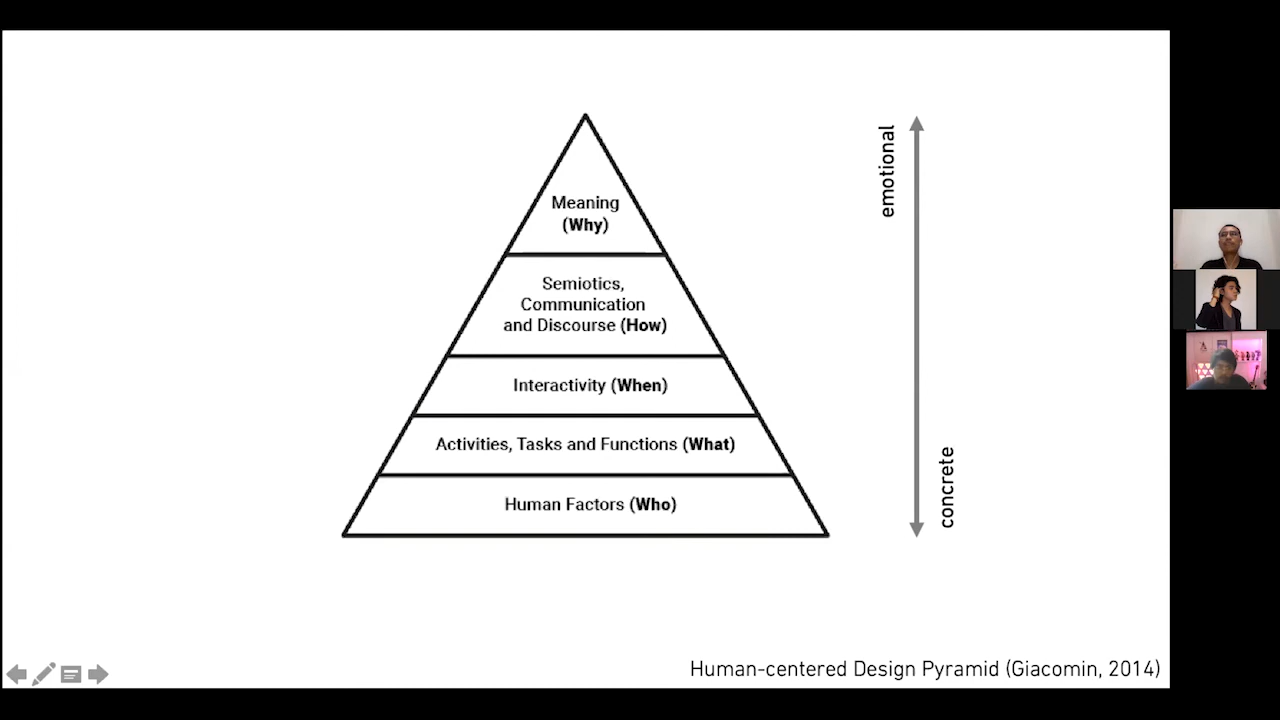 Meaning
(Why)
Semiotics,
Communication
and Discourse (How)
Interactivity (When)
Activities, Tasks and Functions (What)
Human Factors (Who)
emotional
concrete
Human-centered Design Pyramid (Giacomin, 2014)